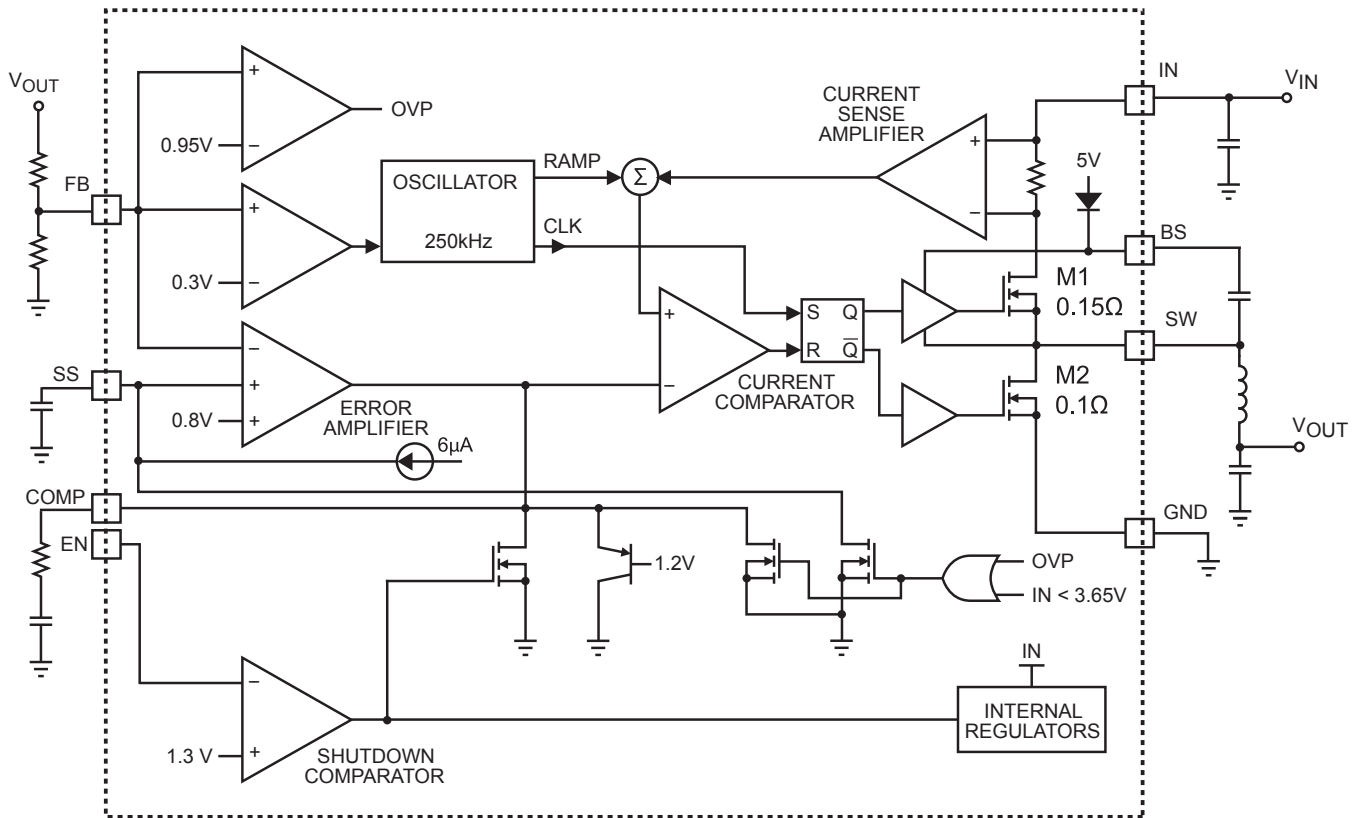 VOUT
FB
SS
COMP
EN
+
0.95V
−
OVP
+
0.3V
−
−
+
0.8V
+
ERROR
AMPLIFIER
6µA
OSCILLATOR
250kHz
RAMP
CLK
Σ
CURRENT
SENSE
AMPLIFIER
+
−
+
−
CURRENT
COMPARATOR
S
Q
R
Q̅
5V
M1
0.15Ω
M2
0.1Ω
IN
VIN
BS
SW
VOUT
GND
1.2V
OVP
IN < 3.65V
−
1.3 V
+
SHUTDOWN
COMPARATOR
IN
INTERNAL
REGULATORS